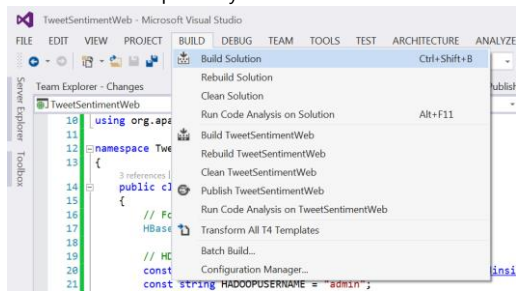 TweetSentimentWeb - Microsoft Visual Studio
FILE EDIT VIEW PROJECT BUILD DEBUG TEAM TOOLS TEST ARCHITECTURE ANALYZE
Build Solution Ctrl+Shift+B
Rebuild Solution
Clean Solution
Run Code Analysis on Solution Alt+F11
Build TweetSentimentWeb
Rebuild TweetSentimentWeb
Clean TweetSentimentWeb
Publish TweetSentimentWeb
Run Code Analysis on TweetSentimentWeb
Transform All T4 Templates
Batch Build...
Configuration Manager...
Server Explorer
Toolbox
Team Explorer - Changes
TweetSentimentWeb
10 using org.apa
11
12 namespace Twe
13 {
3 references
14 public cl
15 {
16 // Fo
17 HBase
18
19 // HD
20 const
21 const string HADOOPUSERNAME = "admin";